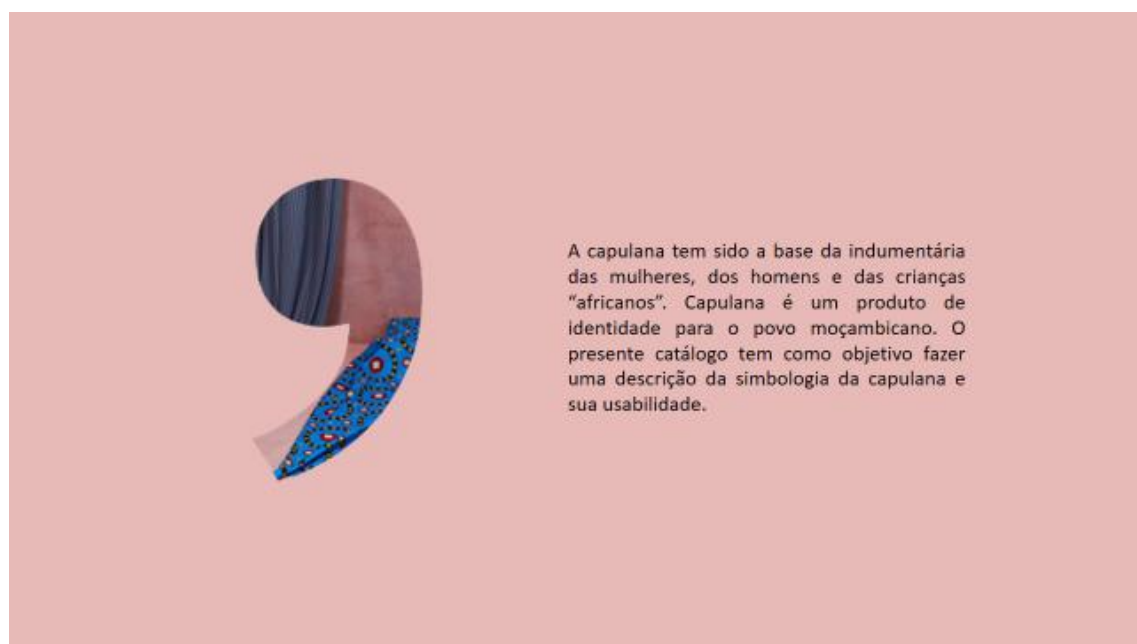 A capulana tem sido a base da indumentária
das mulheres, dos homens e das crianças
“africanos”. Capulana é um produto de
identidade para o povo moçambicano. O
presente catálogo tem como objetivo fazer
uma descrição da simbologia da capulana e
sua usabilidade.